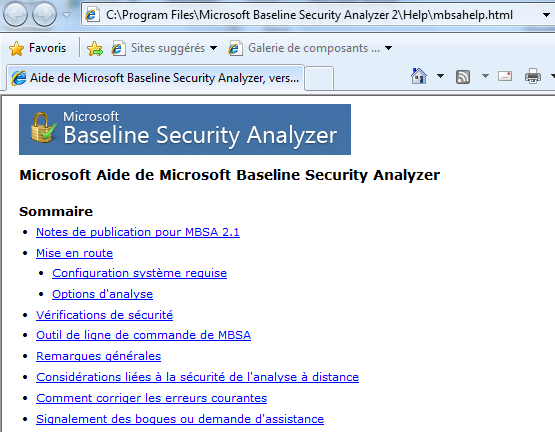 C:\Program Files\Microsoft Baseline Security Analyzer 2\Help\mbsahelp.html
Favoris Sites suggérés Galerie de composants ...
Aide de Microsoft Baseline Security Analyzer, vers...
Microsoft
Baseline Security Analyzer
Microsoft Aide de Microsoft Baseline Security Analyzer
Sommaire
• Notes de publication pour MBSA 2.1
• Mise en route
• Configuration système requise
• Options d'analyse
• Vérifications de sécurité
• Outil de ligne de commande de MBSA
• Remarques générales
• Considérations liées à la sécurité de l'analyse à distance
• Comment corriger les erreurs courantes
• Signalement des bogues ou demande d'assistance